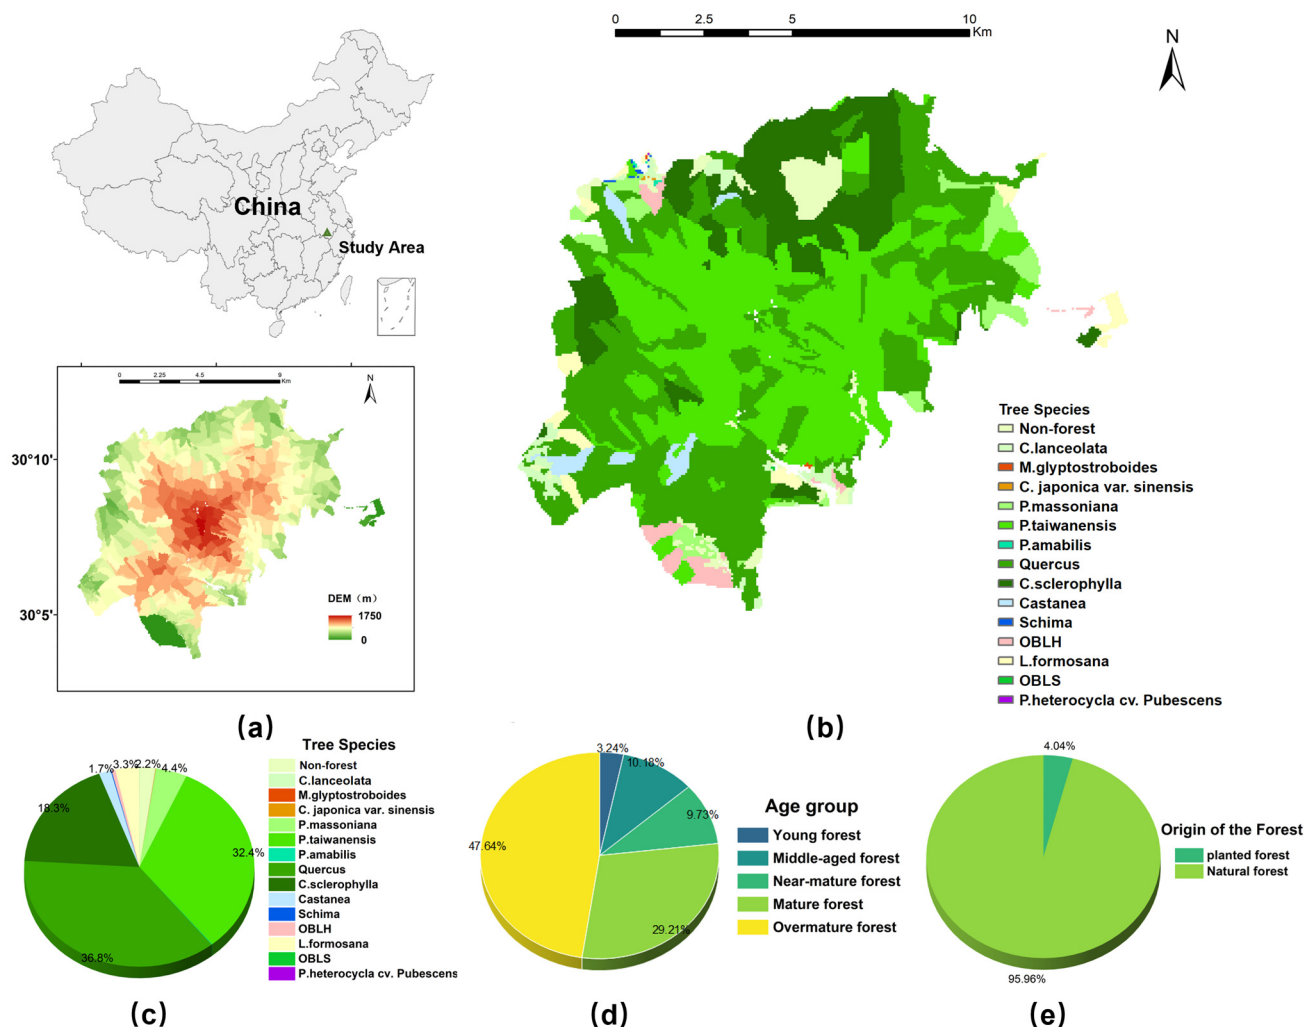 China
Study Area
0 2.25 4.5 9
Km
N
30°10'
30°5'
DEM（m）
1750
0
(a)
0 2.5 5 10
Km
N
Tree Species
Non-forest
C.lanceolata
M.glyptostroboides
C. japonica var. sinensis
P.massoniana
P.taiwanensis
P.amabilis
Quercus
C.sclerophylla
Castanea
Schima
OBLH
L.formosana
OBLS
P.heterocycla cv. Pubescens
(b)
1.7%
3.3%
2.2%
4.4%
18.3%
32.4%
36.8%
Tree Species
Non-forest
C.lanceolata
M.glyptostroboides
C. japonica var. sinensis
P.massoniana
P.taiwanensis
P.amabilis
Quercus
C.sclerophylla
Castanea
Schima
OBLH
L.formosana
OBLS
P.heterocycla cv. Pubescens
(c)
3.24%
10.18%
9.73%
47.64%
29.21%
Age group
Young forest
Middle-aged forest
Near-mature forest
Mature forest
Overmature forest
(d)
4.04%
95.96%
Origin of the Forest
planted forest
Natural forest
(e)